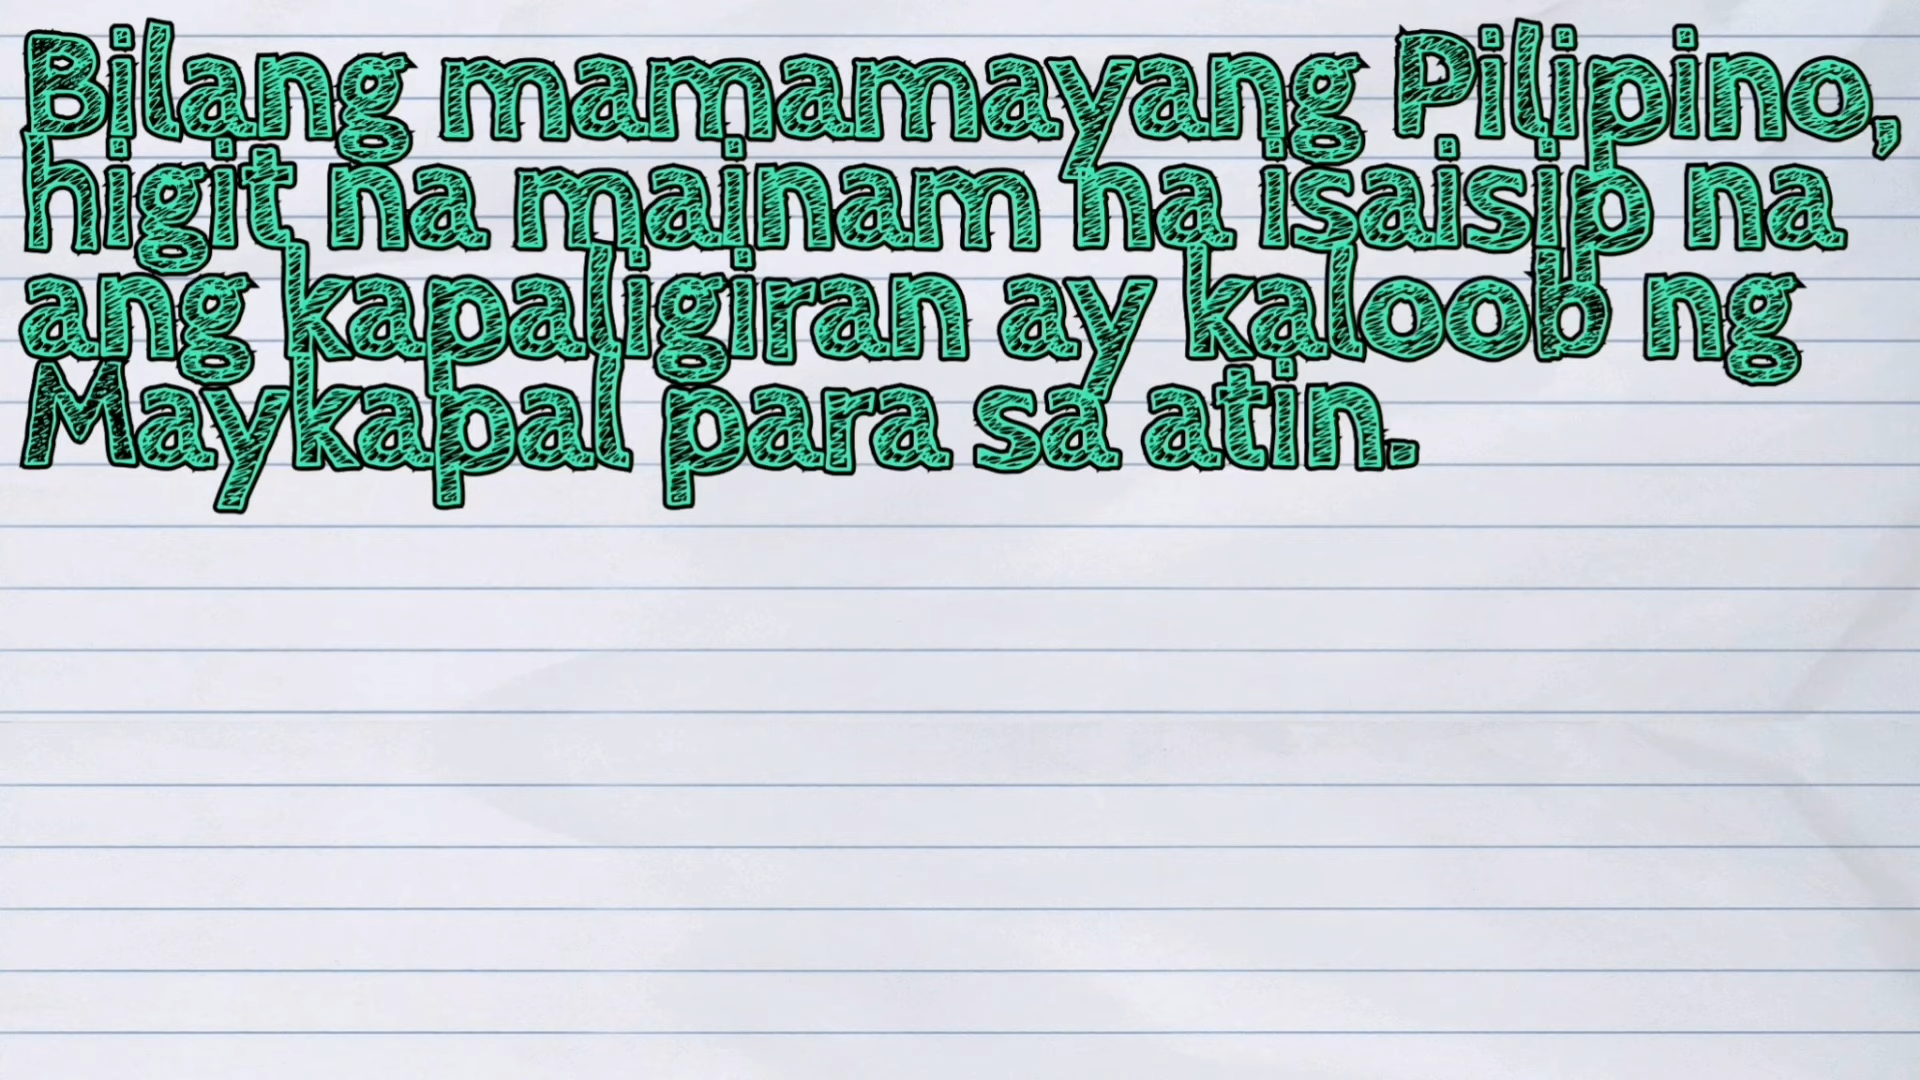 Bilang mamamayang Pilipino,
higit na mainam na isaisip na
ang kapaligiran ay kaloob ng
Maykapal para sa atin.